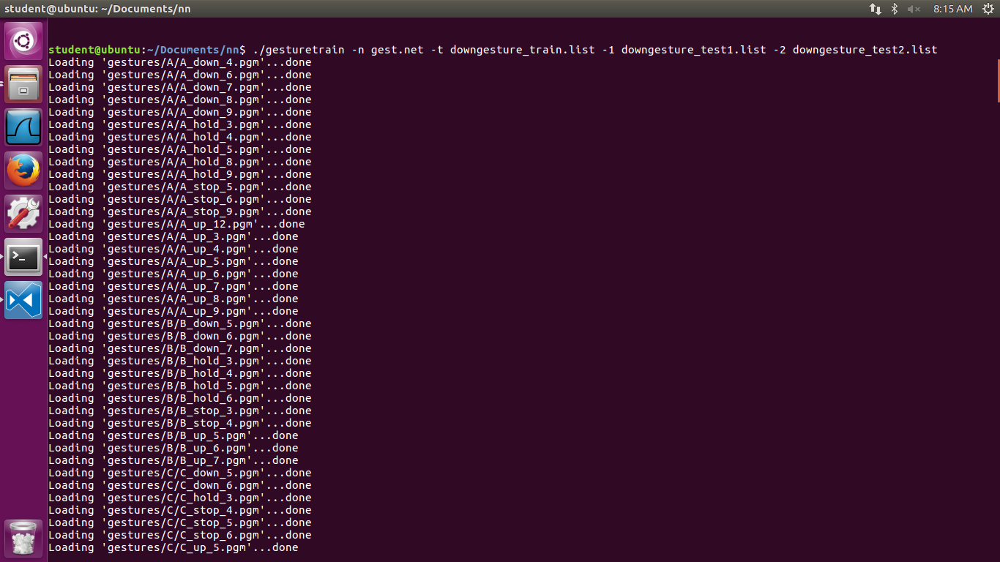 student@ubuntu: ~/Documents/nn
8:15 AM
student@ubuntu:~/Documents/nn$ ./gesturetrain -n gest.net -t downgesture_train.list -1 downgesture_test1.list -2 downgesture_test2.list
Loading 'gestures/A/A_down_4.pgm'...done
Loading 'gestures/A/A_down_6.pgm'...done
Loading 'gestures/A/A_down_7.pgm'...done
Loading 'gestures/A/A_down_8.pgm'...done
Loading 'gestures/A/A_down_9.pgm'...done
Loading 'gestures/A/A_hold_3.pgm'...done
Loading 'gestures/A/A_hold_4.pgm'...done
Loading 'gestures/A/A_hold_5.pgm'...done
Loading 'gestures/A/A_hold_8.pgm'...done
Loading 'gestures/A/A_hold_9.pgm'...done
Loading 'gestures/A/A_stop_5.pgm'...done
Loading 'gestures/A/A_stop_6.pgm'...done
Loading 'gestures/A/A_stop_9.pgm'...done
Loading 'gestures/A/A_up_12.pgm'...done
Loading 'gestures/A/A_up_3.pgm'...done
Loading 'gestures/A/A_up_4.pgm'...done
Loading 'gestures/A/A_up_5.pgm'...done
Loading 'gestures/A/A_up_6.pgm'...done
Loading 'gestures/A/A_up_7.pgm'...done
Loading 'gestures/A/A_up_8.pgm'...done
Loading 'gestures/A/A_up_9.pgm'...done
Loading 'gestures/B/B_down_5.pgm'...done
Loading 'gestures/B/B_down_6.pgm'...done
Loading 'gestures/B/B_down_7.pgm'...done
Loading 'gestures/B/B_hold_3.pgm'...done
Loading 'gestures/B/B_hold_4.pgm'...done
Loading 'gestures/B/B_hold_5.pgm'...done
Loading 'gestures/B/B_hold_6.pgm'...done
Loading 'gestures/B/B_stop_3.pgm'...done
Loading 'gestures/B/B_stop_4.pgm'...done
Loading 'gestures/B/B_up_5.pgm'...done
Loading 'gestures/B/B_up_6.pgm'...done
Loading 'gestures/B/B_up_7.pgm'...done
Loading 'gestures/C/C_down_5.pgm'...done
Loading 'gestures/C/C_down_6.pgm'...done
Loading 'gestures/C/C_hold_3.pgm'...done
Loading 'gestures/C/C_stop_4.pgm'...done
Loading 'gestures/C/C_stop_5.pgm'...done
Loading 'gestures/C/C_stop_6.pgm'...done
Loading 'gestures/C/C_up_5.pgm'...done